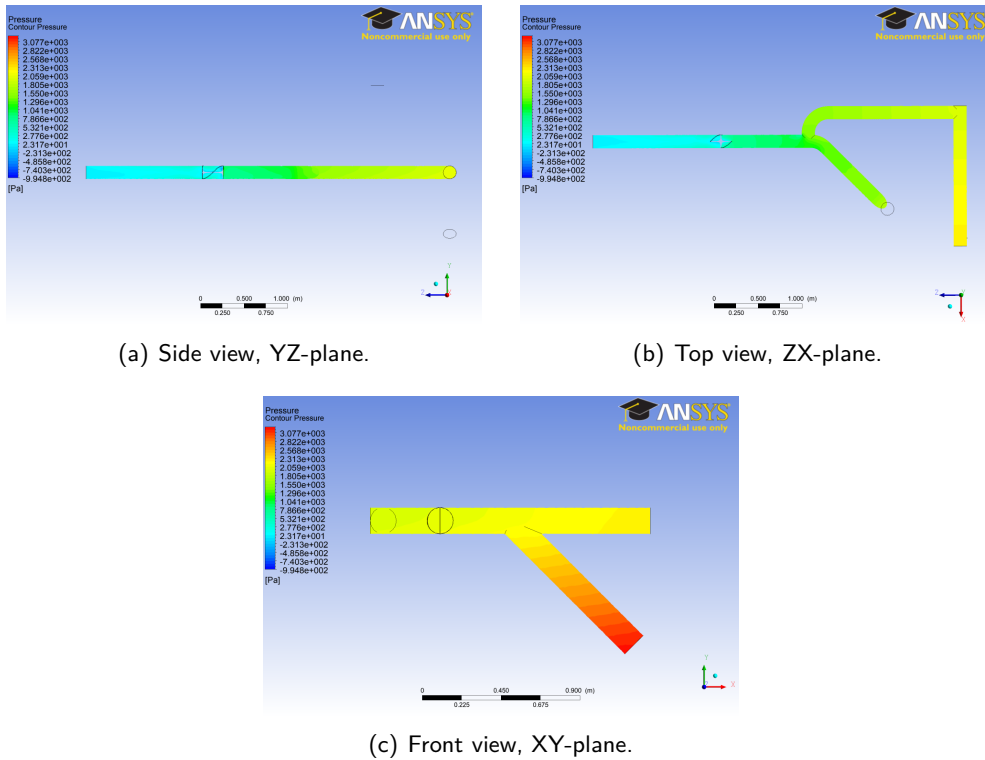 Pressure
Contour Pressure
3.077e+003
2.822e+003
2.568e+003
2.313e+003
2.059e+003
1.805e+003
1.550e+003
1.296e+003
1.041e+003
7.866e+002
5.321e+002
2.776e+002
2.317e+001
-2.313e+002
-4.858e+002
-7.403e+002
-9.948e+002
[Pa]
ANSYS
Noncommercial use only
0 0.500 1.000 (m)
0.250 0.750
Y
Z
(a) Side view, YZ-plane.
Pressure
Contour Pressure
3.077e+003
2.822e+003
2.568e+003
2.313e+003
2.059e+003
1.805e+003
1.550e+003
1.296e+003
1.041e+003
7.866e+002
5.321e+002
2.776e+002
2.317e+001
-2.313e+002
-4.858e+002
-7.403e+002
-9.948e+002
[Pa]
ANSYS
Noncommercial use only
0 0.500 1.000 (m)
0.250 0.750
Z
X
(b) Top view, ZX-plane.
Pressure
Contour Pressure
3.077e+003
2.822e+003
2.568e+003
2.313e+003
2.059e+003
1.805e+003
1.550e+003
1.296e+003
1.041e+003
7.866e+002
5.321e+002
2.776e+002
2.317e+001
-2.313e+002
-4.858e+002
-7.403e+002
-9.948e+002
[Pa]
ANSYS
Noncommercial use only
0 0.450 0.900 (m)
0.225 0.675
Y
X
(c) Front view, XY-plane.